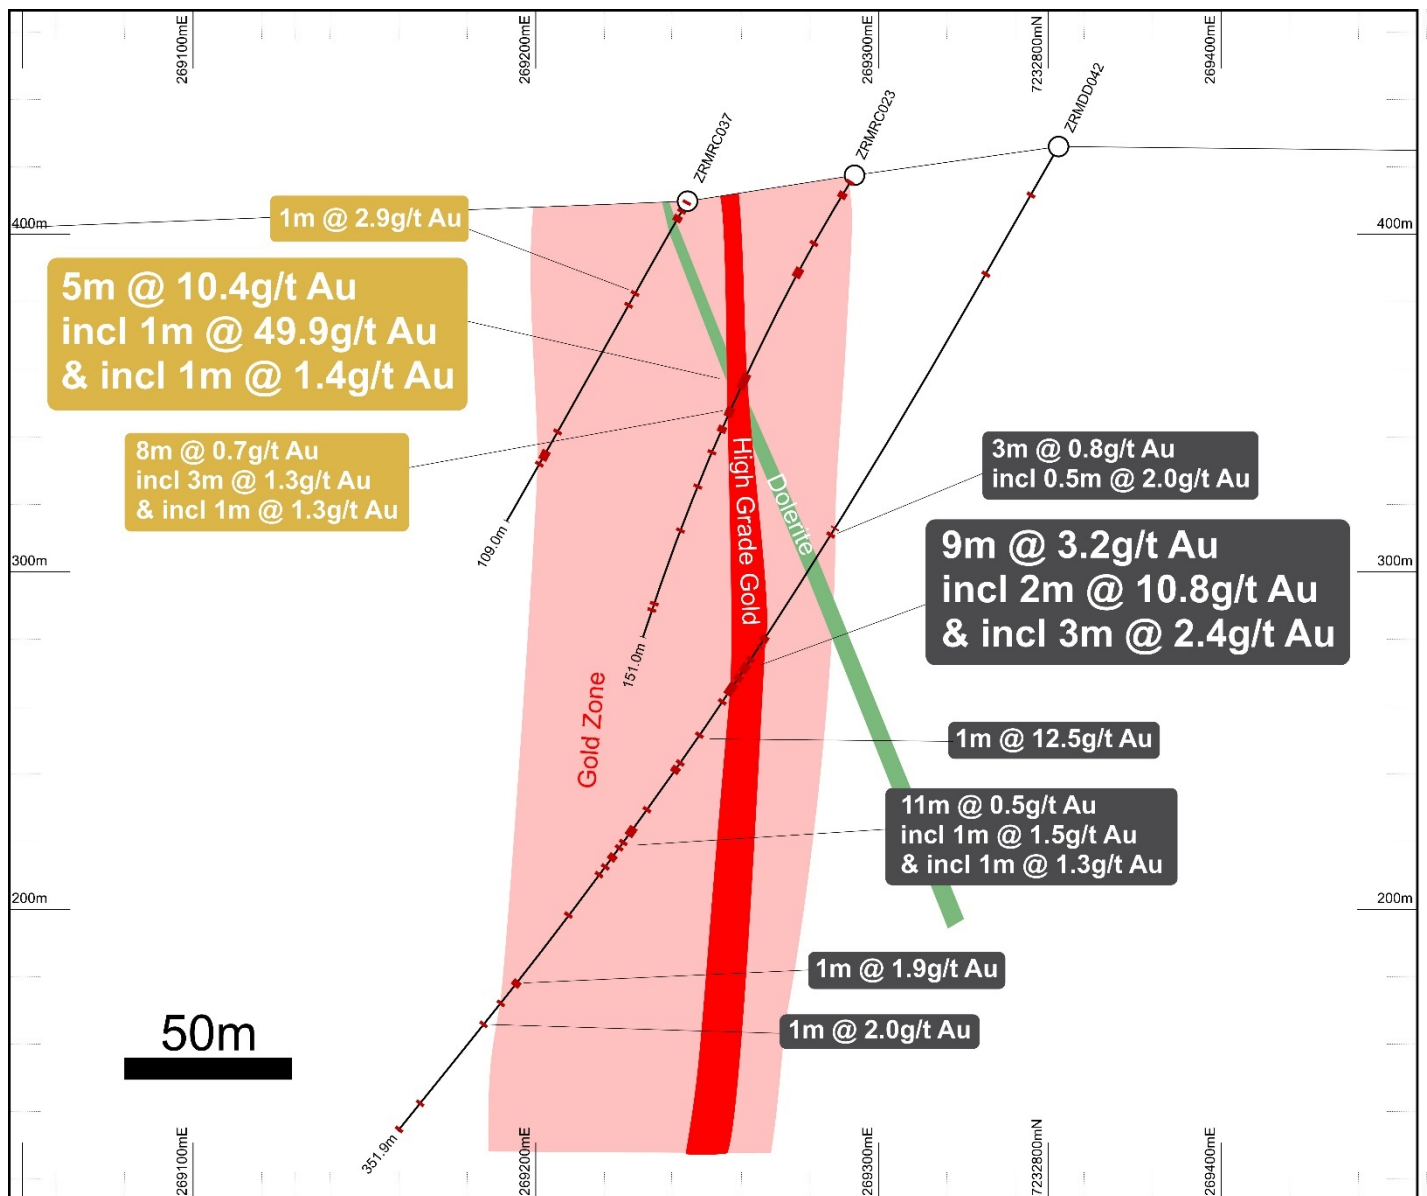 269100mE
269200mE
269300mE
7232800mN
269400mE
ZRMRC037
ZRMRC023
ZRMDD042
400m
400m
1m @ 2.9g/t Au
5m @ 10.4g/t Au
incl 1m @ 49.9g/t Au
& incl 1m @ 1.4g/t Au
8m @ 0.7g/t Au
incl 3m @ 1.3g/t Au
& incl 1m @ 1.3g/t Au
High Grade Gold
Dolerite
3m @ 0.8g/t Au
incl 0.5m @ 2.0g/t Au
109.0m
300m
300m
9m @ 3.2g/t Au
incl 2m @ 10.8g/t Au
& incl 3m @ 2.4g/t Au
151.0m
Gold Zone
1m @ 12.5g/t Au
11m @ 0.5g/t Au
incl 1m @ 1.5g/t Au
& incl 1m @ 1.3g/t Au
200m
200m
1m @ 1.9g/t Au
50m
1m @ 2.0g/t Au
351.9m
269100mE
269200mE
269300mE
7232800mN
269400mE